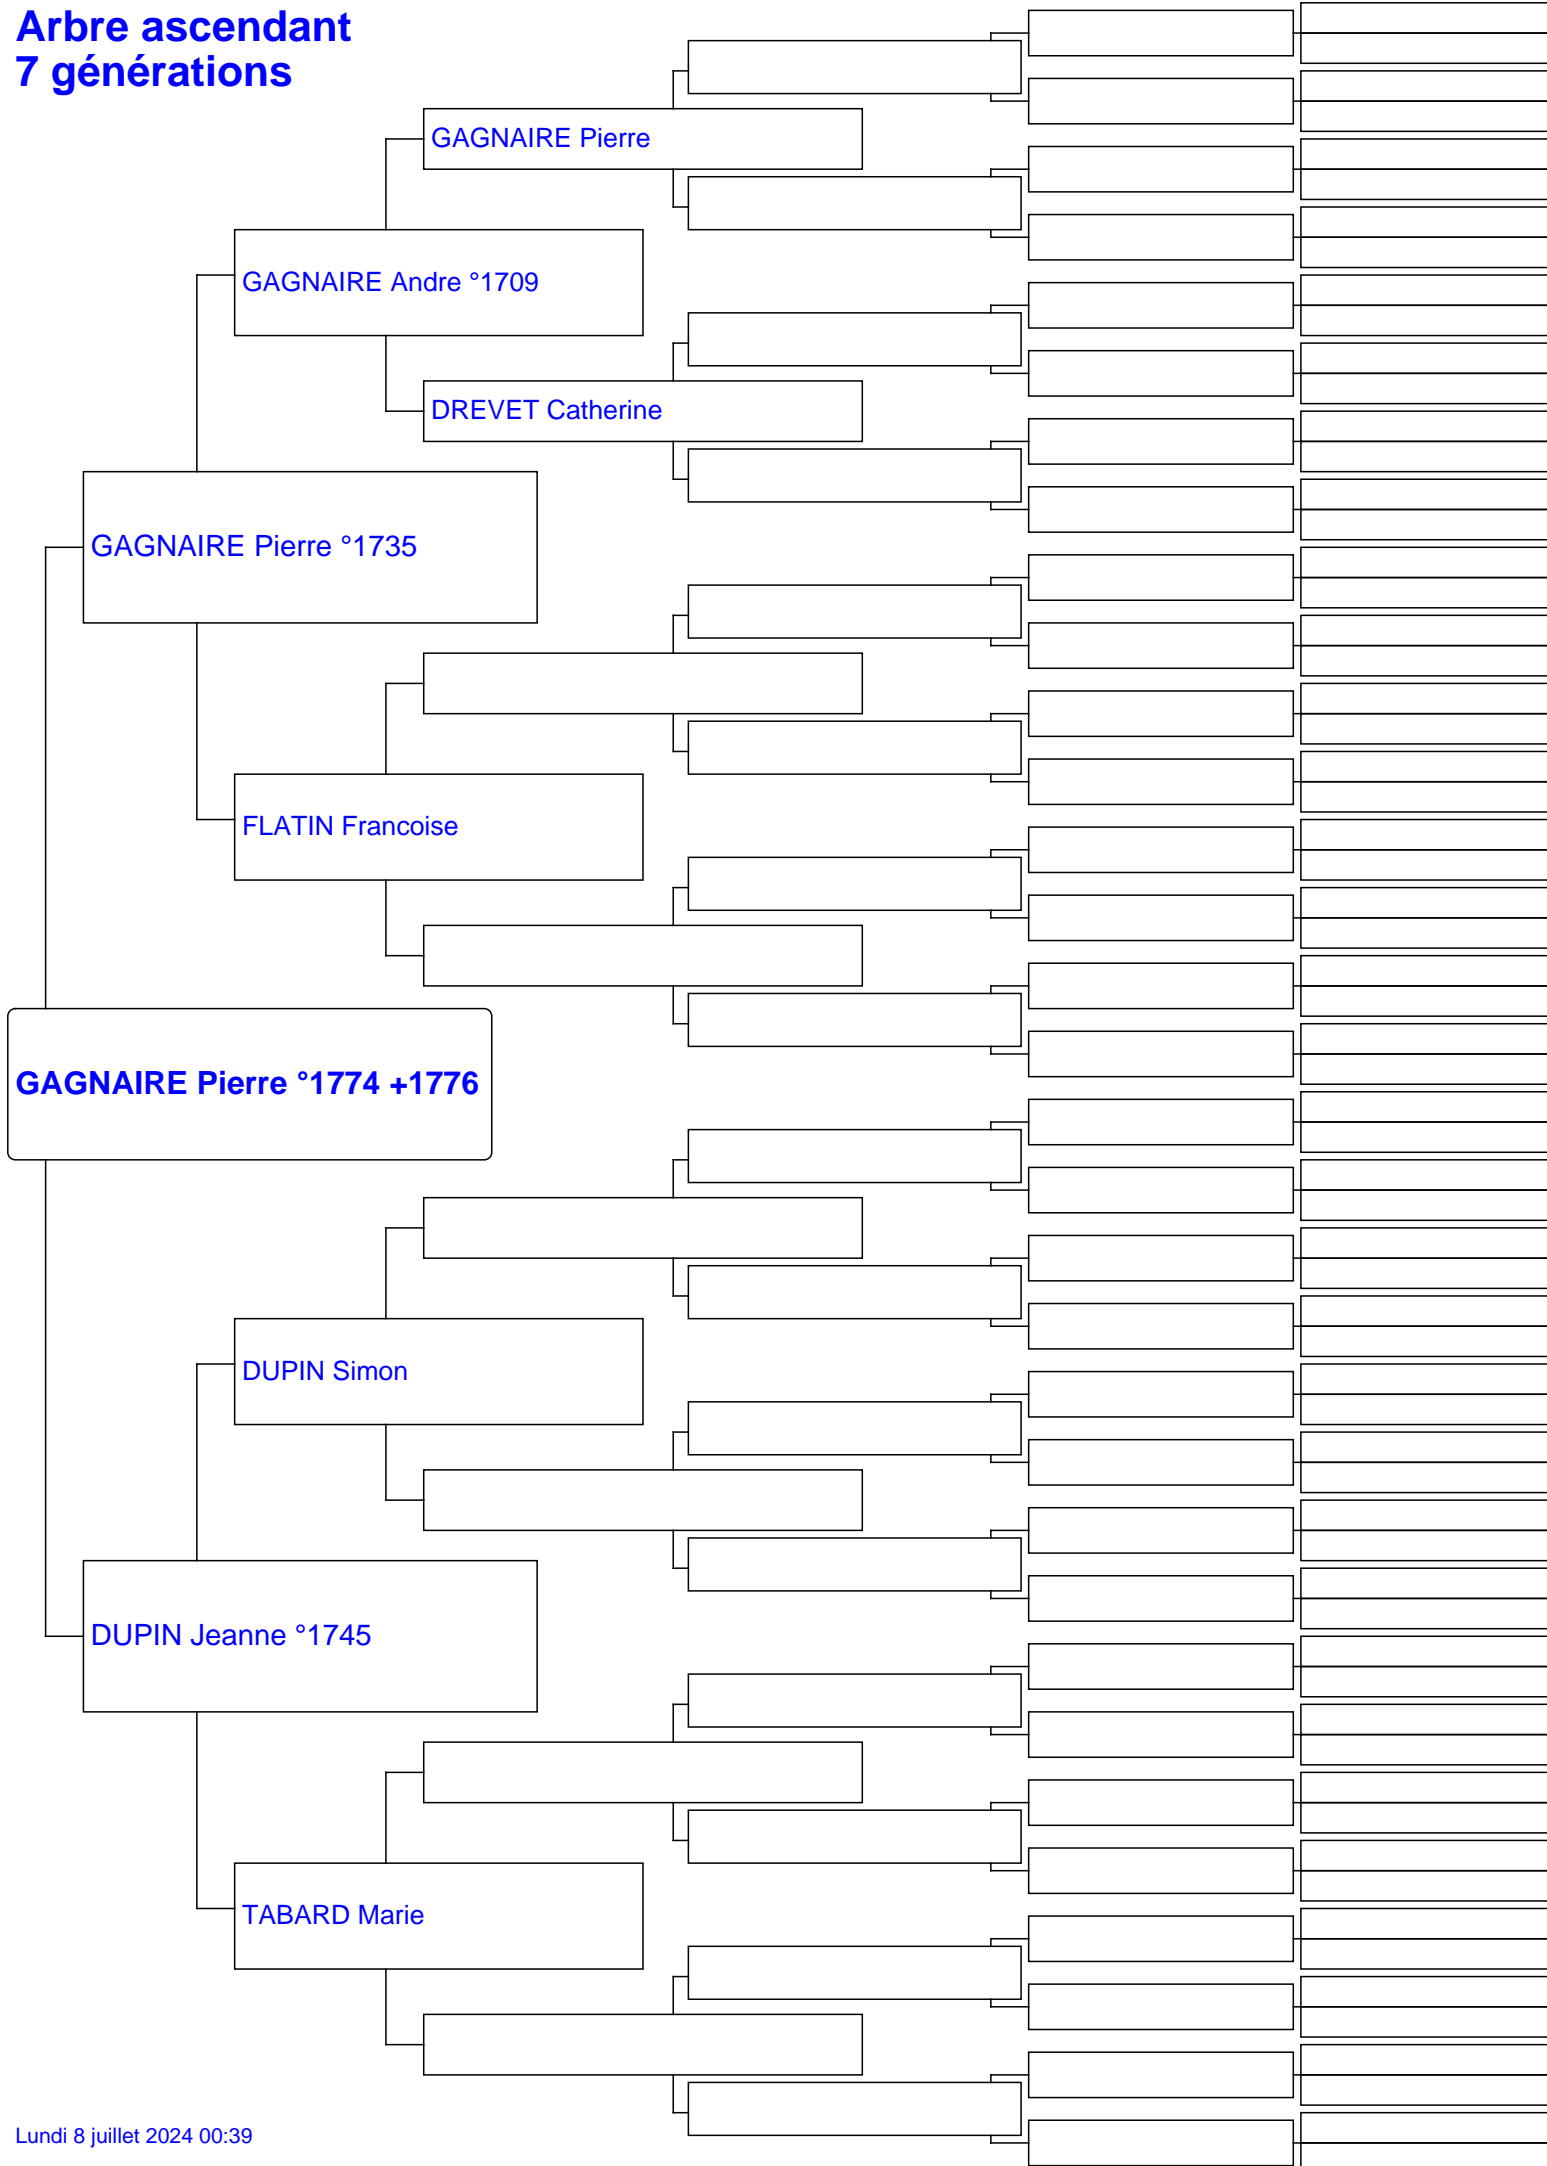 Arbre ascendant
7 générations
GAGNAIRE Pierre
GAGNAIRE Andre °1709
DREVET Catherine
GAGNAIRE Pierre °1735
FLATIN Francoise
GAGNAIRE Pierre °1774 +1776
DUPIN Simon
DUPIN Jeanne °1745
TABARD Marie
Lundi 8 juillet 2024 00:39